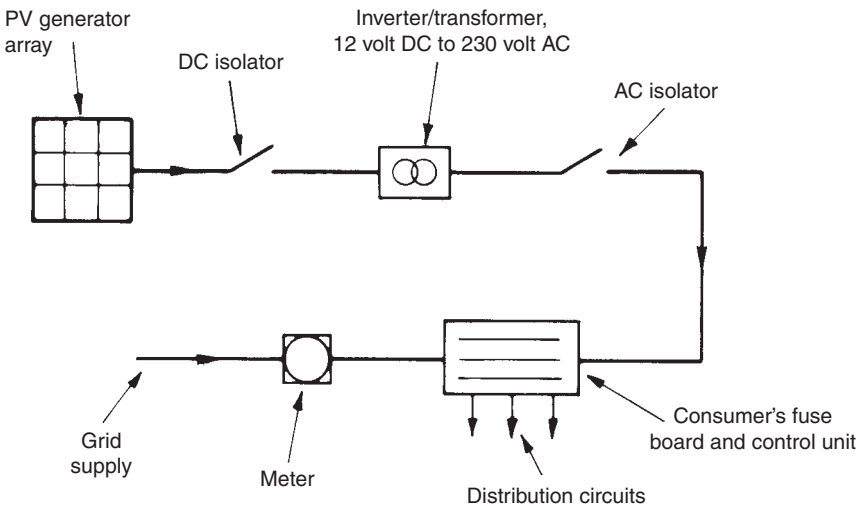 PV generator
array
DC isolator
Inverter/transformer,
12 volt DC to 230 volt AC
AC isolator
Grid
supply
Meter
Distribution circuits
Consumer's fuse
board and control unit